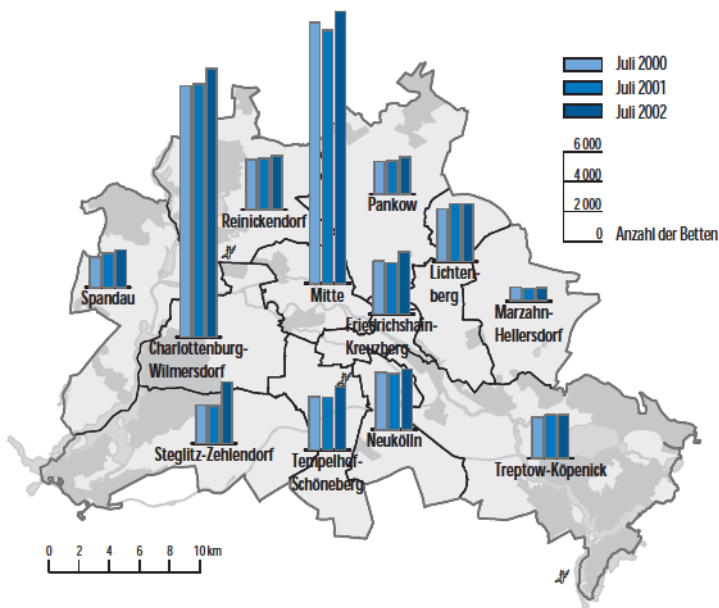 Juli 2000
Juli 2001
Juli 2002
6 000
4 000
2 000
0 Anzahl der Betten
Reinickendorf
Pankow
Lichten-
berg
Spandau
Mitte
Marzahn-
Hellersdorf
Friedrichshain-
Kreuzberg
Charlottenburg-
Wilmersdorf
Steglitz-Zehlendorf
Tempelhof-
Schöneberg
Neukölln
Treptow-Köpenick
0 2 4 6 8 10 km